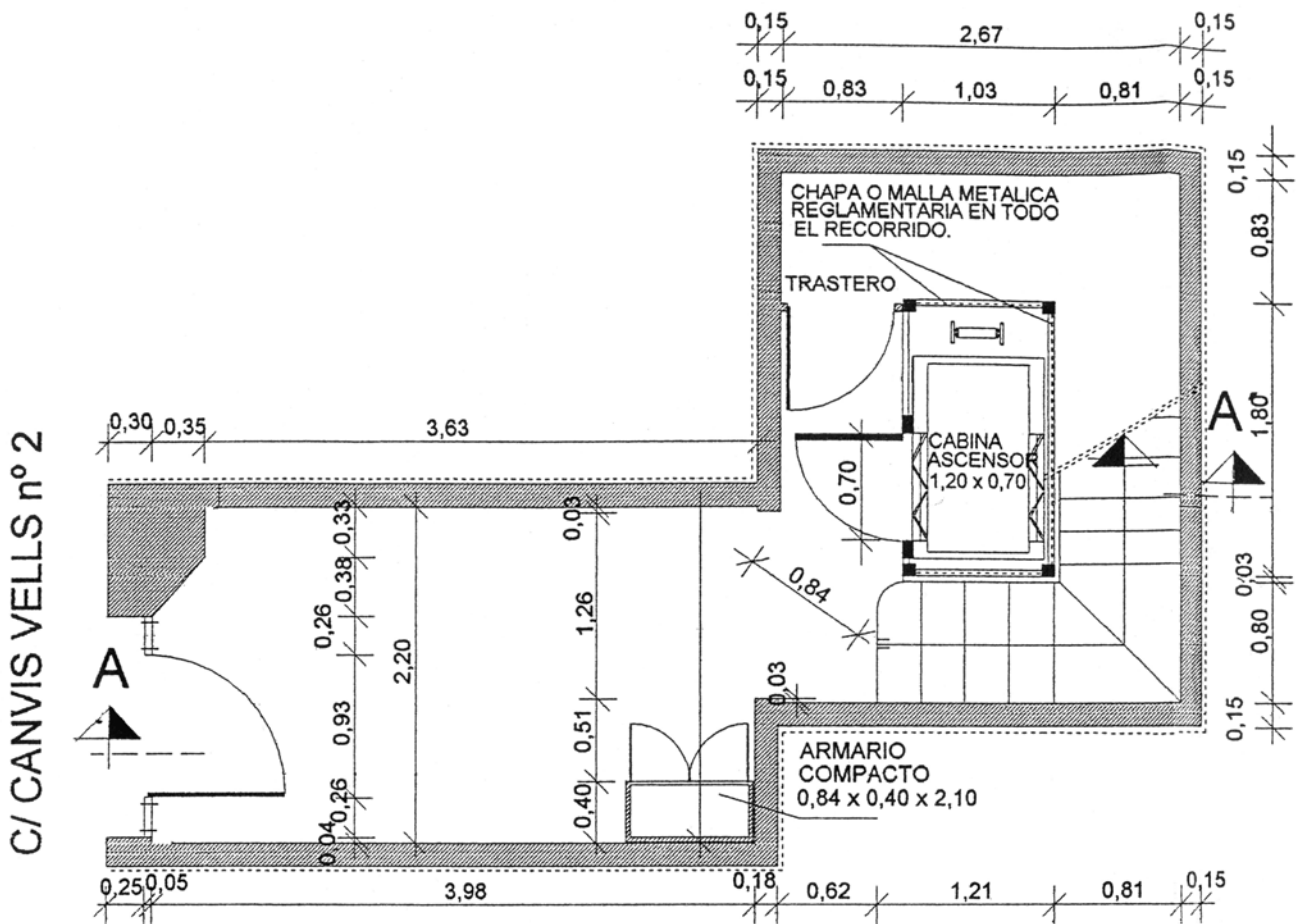 0,15 2,67 0,15
0,15 0,83 1,03 0,81 0,15
CHAPA O MALLA METALICA
REGLAMENTARIA EN TODO
EL RECORRIDO.
TRASTERO
0,15
0,83
1,80
0,03
0,80
0,15
0,30 0,35 3,63
CABINA
ASCENSOR
1,20 x 0,70
0,70
A
0,84
C/ CANVIS VELLS nº 2
A
0,33
0,38
0,26
0,93
0,26
0,04
2,20
0,03
1,26
0,51
0,40
0,03
ARMARIO
COMPACTO
0,84 x 0,40 x 2,10
0,25 0,05 3,98 0,18 0,62 1,21 0,81 0,15